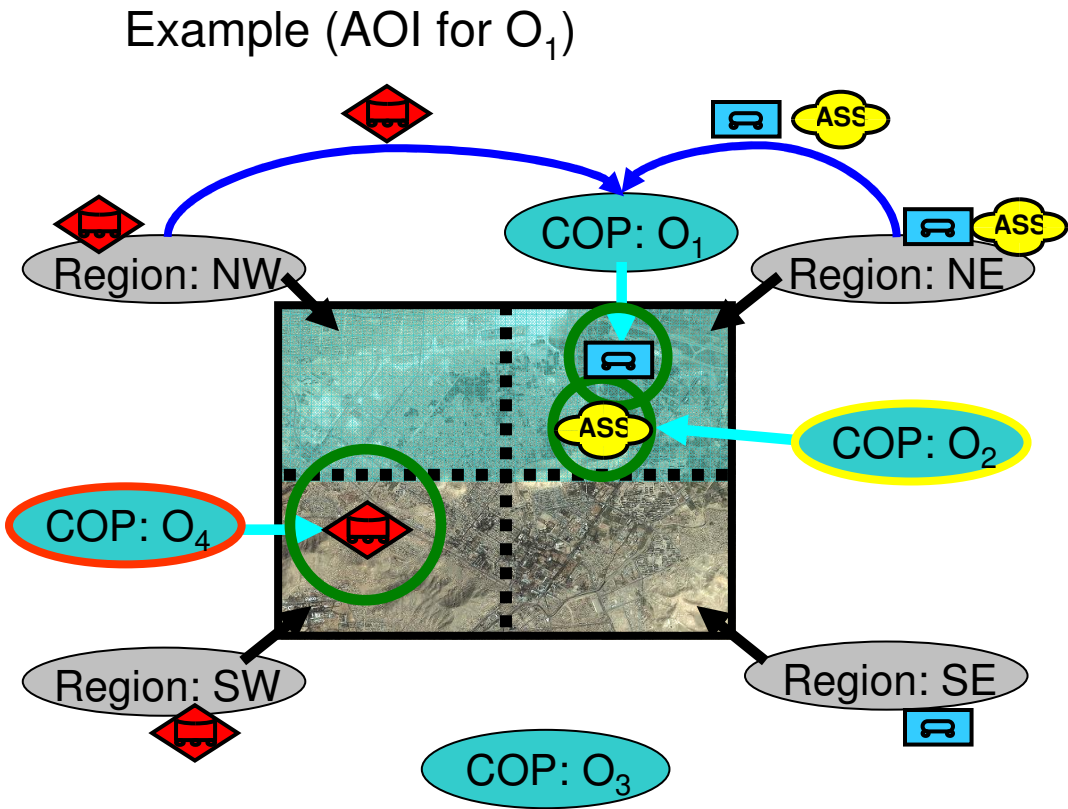 Example (AOI for O₁)
ASS
ASS
COP: O₁
Region: NW
Region: NE
ASS
COP: O₂
COP: O₄
Region: SW
Region: SE
COP: O₃